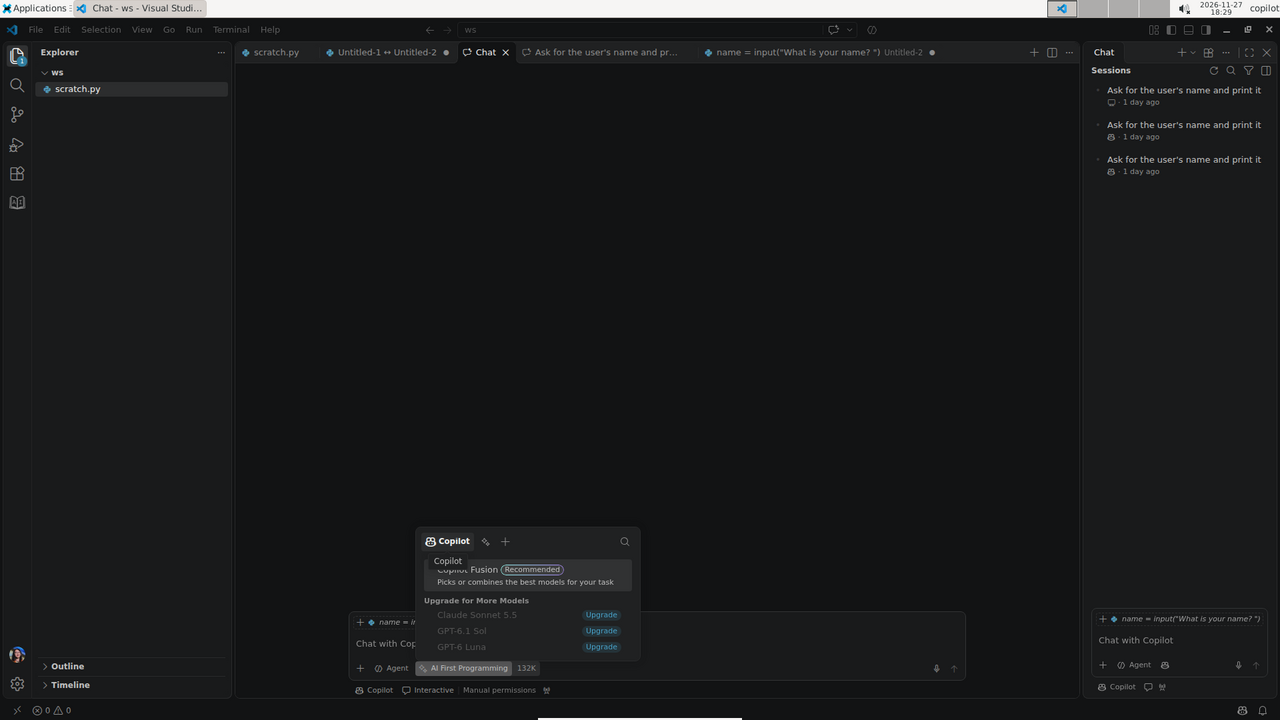 Applications
Chat - ws - Visual Studi...
2026-11-27
18:29
copilot
File Edit Selection View Go Run Terminal Help
ws
Explorer
ws
scratch.py
Outline
Timeline
scratch.py
Untitled-1 ↔ Untitled-2
Chat
Ask for the user's name and pr...
name = input("What is your name? ") Untitled-2
Copilot
Copilot
Fusion Recommended
Picks or combines the best models for your task
Upgrade for More Models
Claude Sonnet 5.5 Upgrade
GPT-6.1 Sol Upgrade
GPT-6 Luna Upgrade
name = ir
Chat with Cop
Agent
AI First Programming
132K
Copilot
Interactive
Manual permissions
Chat
Sessions
Ask for the user's name and print it
· 1 day ago
Ask for the user's name and print it
· 1 day ago
Ask for the user's name and print it
· 1 day ago
name = input("What is your name? ")
Chat with Copilot
Agent
Copilot
0 0
1